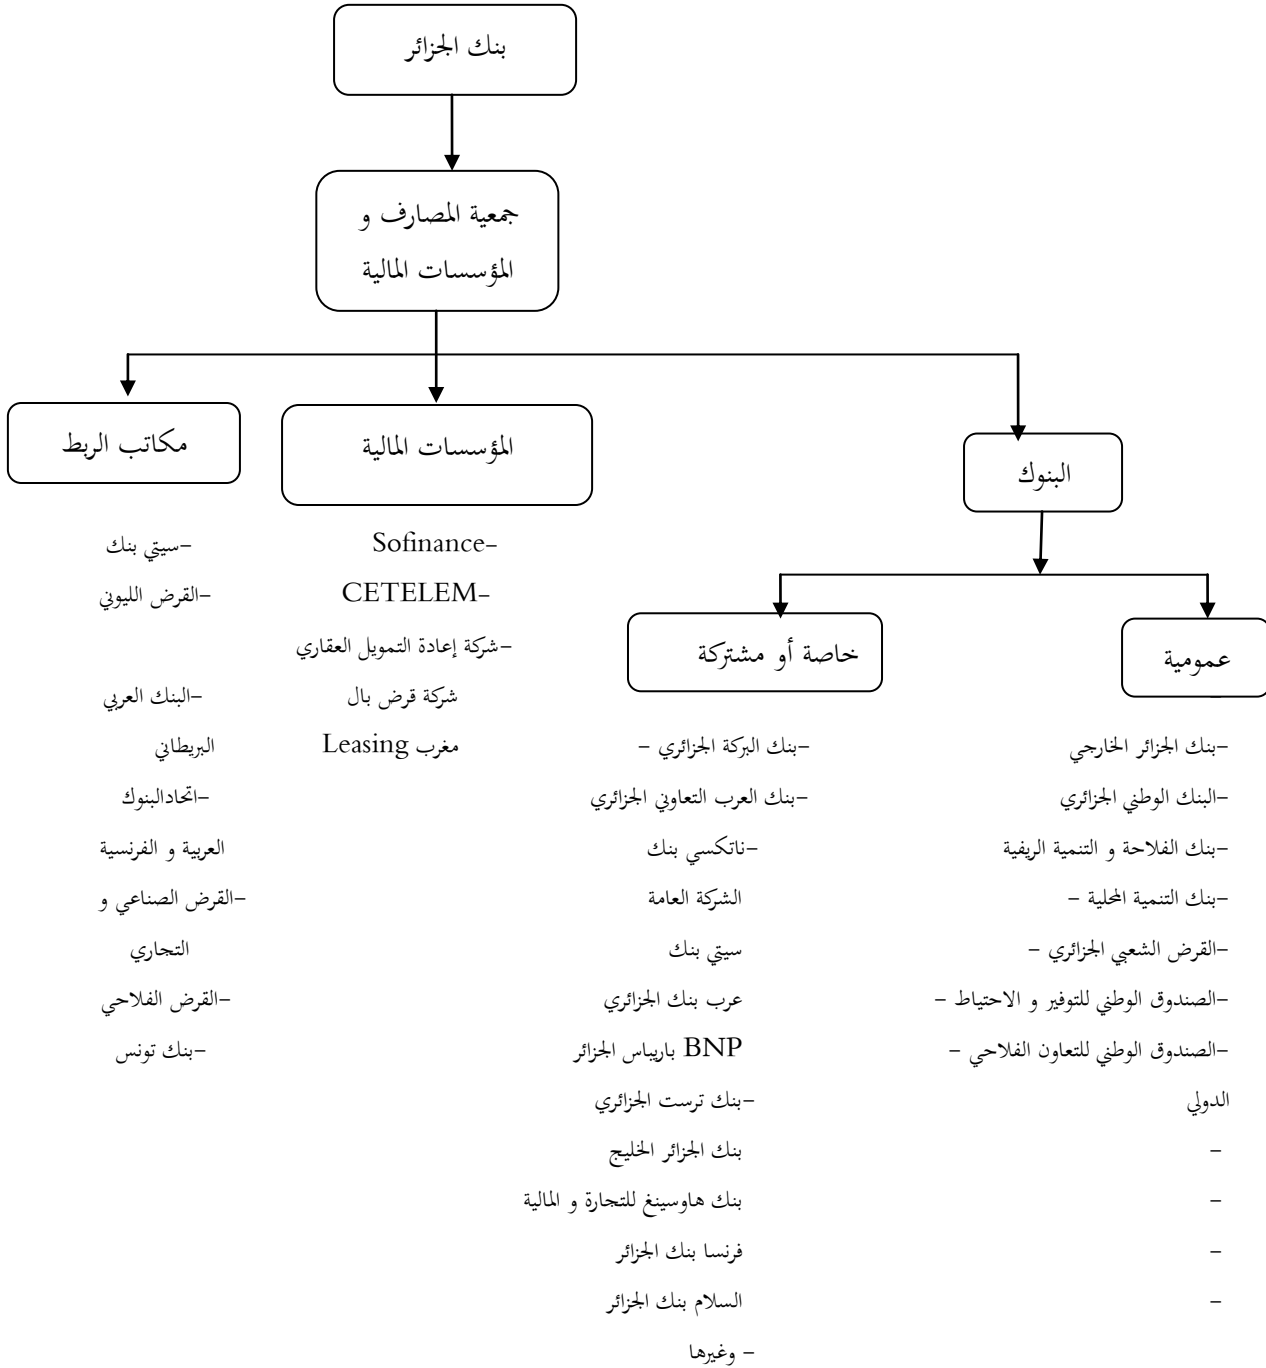 بنك الجزائر
جمعية المصارف و
المؤسسات المالية
البنوك
المؤسسات المالية
مكاتب الربط
عمومية
–
–بنك الجزائر الخارجي
–البنك الوطني الجزائري
–بنك الفلاحة و التنمية الريفية
–بنك التنمية المحلية –
–القرض الشعبي الجزائري –
–الصندوق الوطني للتوفير و الاحتياط –
–الصندوق الوطني للتعاون الفلاحي –
الدولي
–
–
–
–
خاصة أو مشتركة
–بنك البركة الجزائري –
–بنك العرب التعاوني الجزائري
–ناتكسي بنك
الشركة العامة
سيتي بنك
عرب بنك الجزائري
BNP باريباس الجزائر
–بنك ترست الجزائري
بنك الجزائر الخليج
بنك هاوسينغ للتجارة و المالية
فرنسا بنك الجزائر
السلام بنك الجزائر
– وغيرها
Sofinance–
CETELEM–
–شركة إعادة التمويل العقاري
شركة قرض بال
مغرب Leasing
–سيتي بنك
–القرض الليوني
–البنك العربي
البريطاني
–اتحادالبنوك
العربية و الفرنسية
–القرض الصناعي و
التجاري
–القرض الفلاحي
–بنك تونس